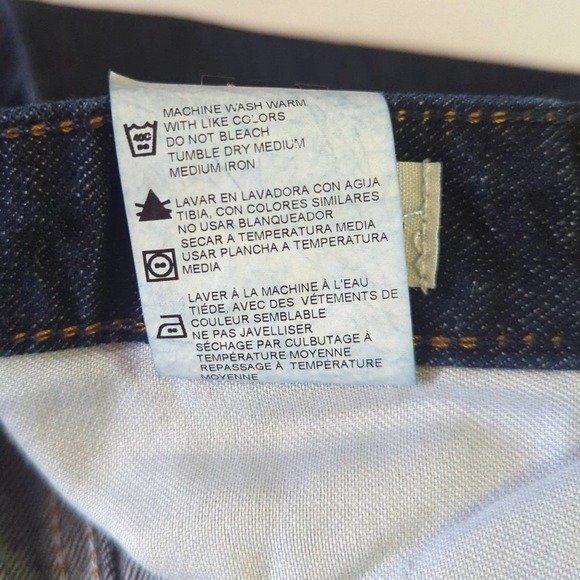 MACHINE WASH WARM
WITH LIKE COLORS
DO NOT BLEACH
TUMBLE DRY MEDIUM
MEDIUM IRON
40C
LAVAR EN LAVADORA CON AGUA
TIBIA, CON COLORES SIMILARES
NO USAR BLANQUEADOR
SECAR A TEMPERATURA MEDIA
USAR PLANCHA A TEMPERATURA
MEDIA
LAVER À LA MACHINE À L'EAU
TIÉDE, AVEC DES VÉTEMENTS DE
COULEUR SEMBLABLE
NE PAS JAVELLISER
SÉCHAGE PAR CULBUTAGE À
TEMPÉRATURE MOYENNE
REPASSAGE À TEMPÉRATURE
MOYENNE